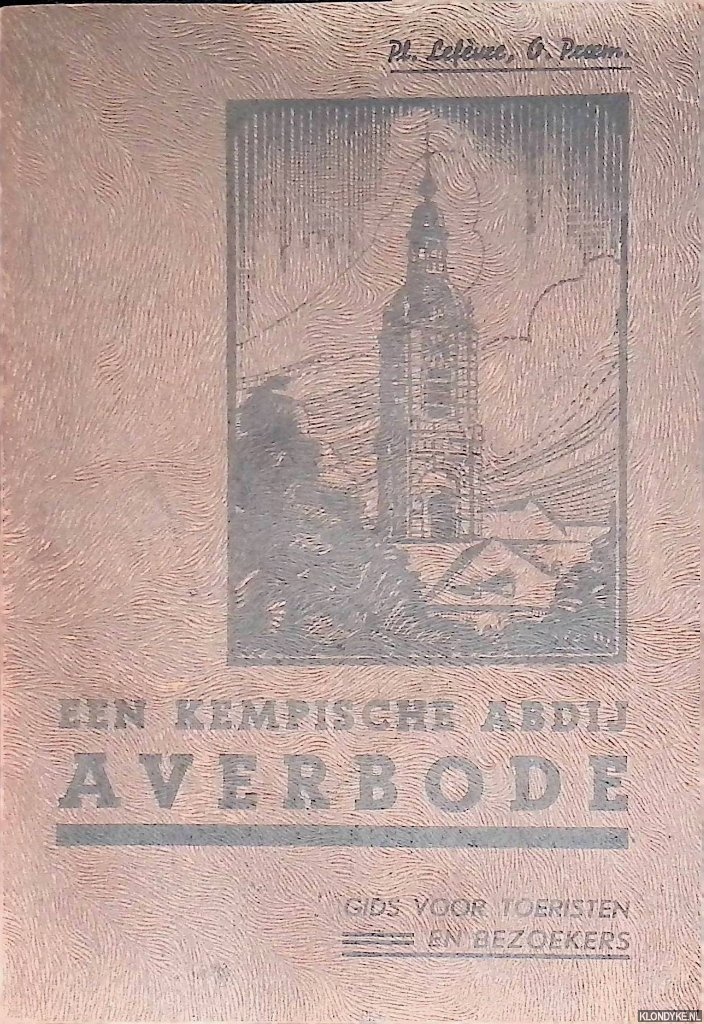 Pl. Lefèvre, O. Praem.
EEN KEMPISCHE ABDIJ
AVERBODE
GIDS VOOR TOERISTEN
EN BEZOEKERS
KLONDYKE.NL